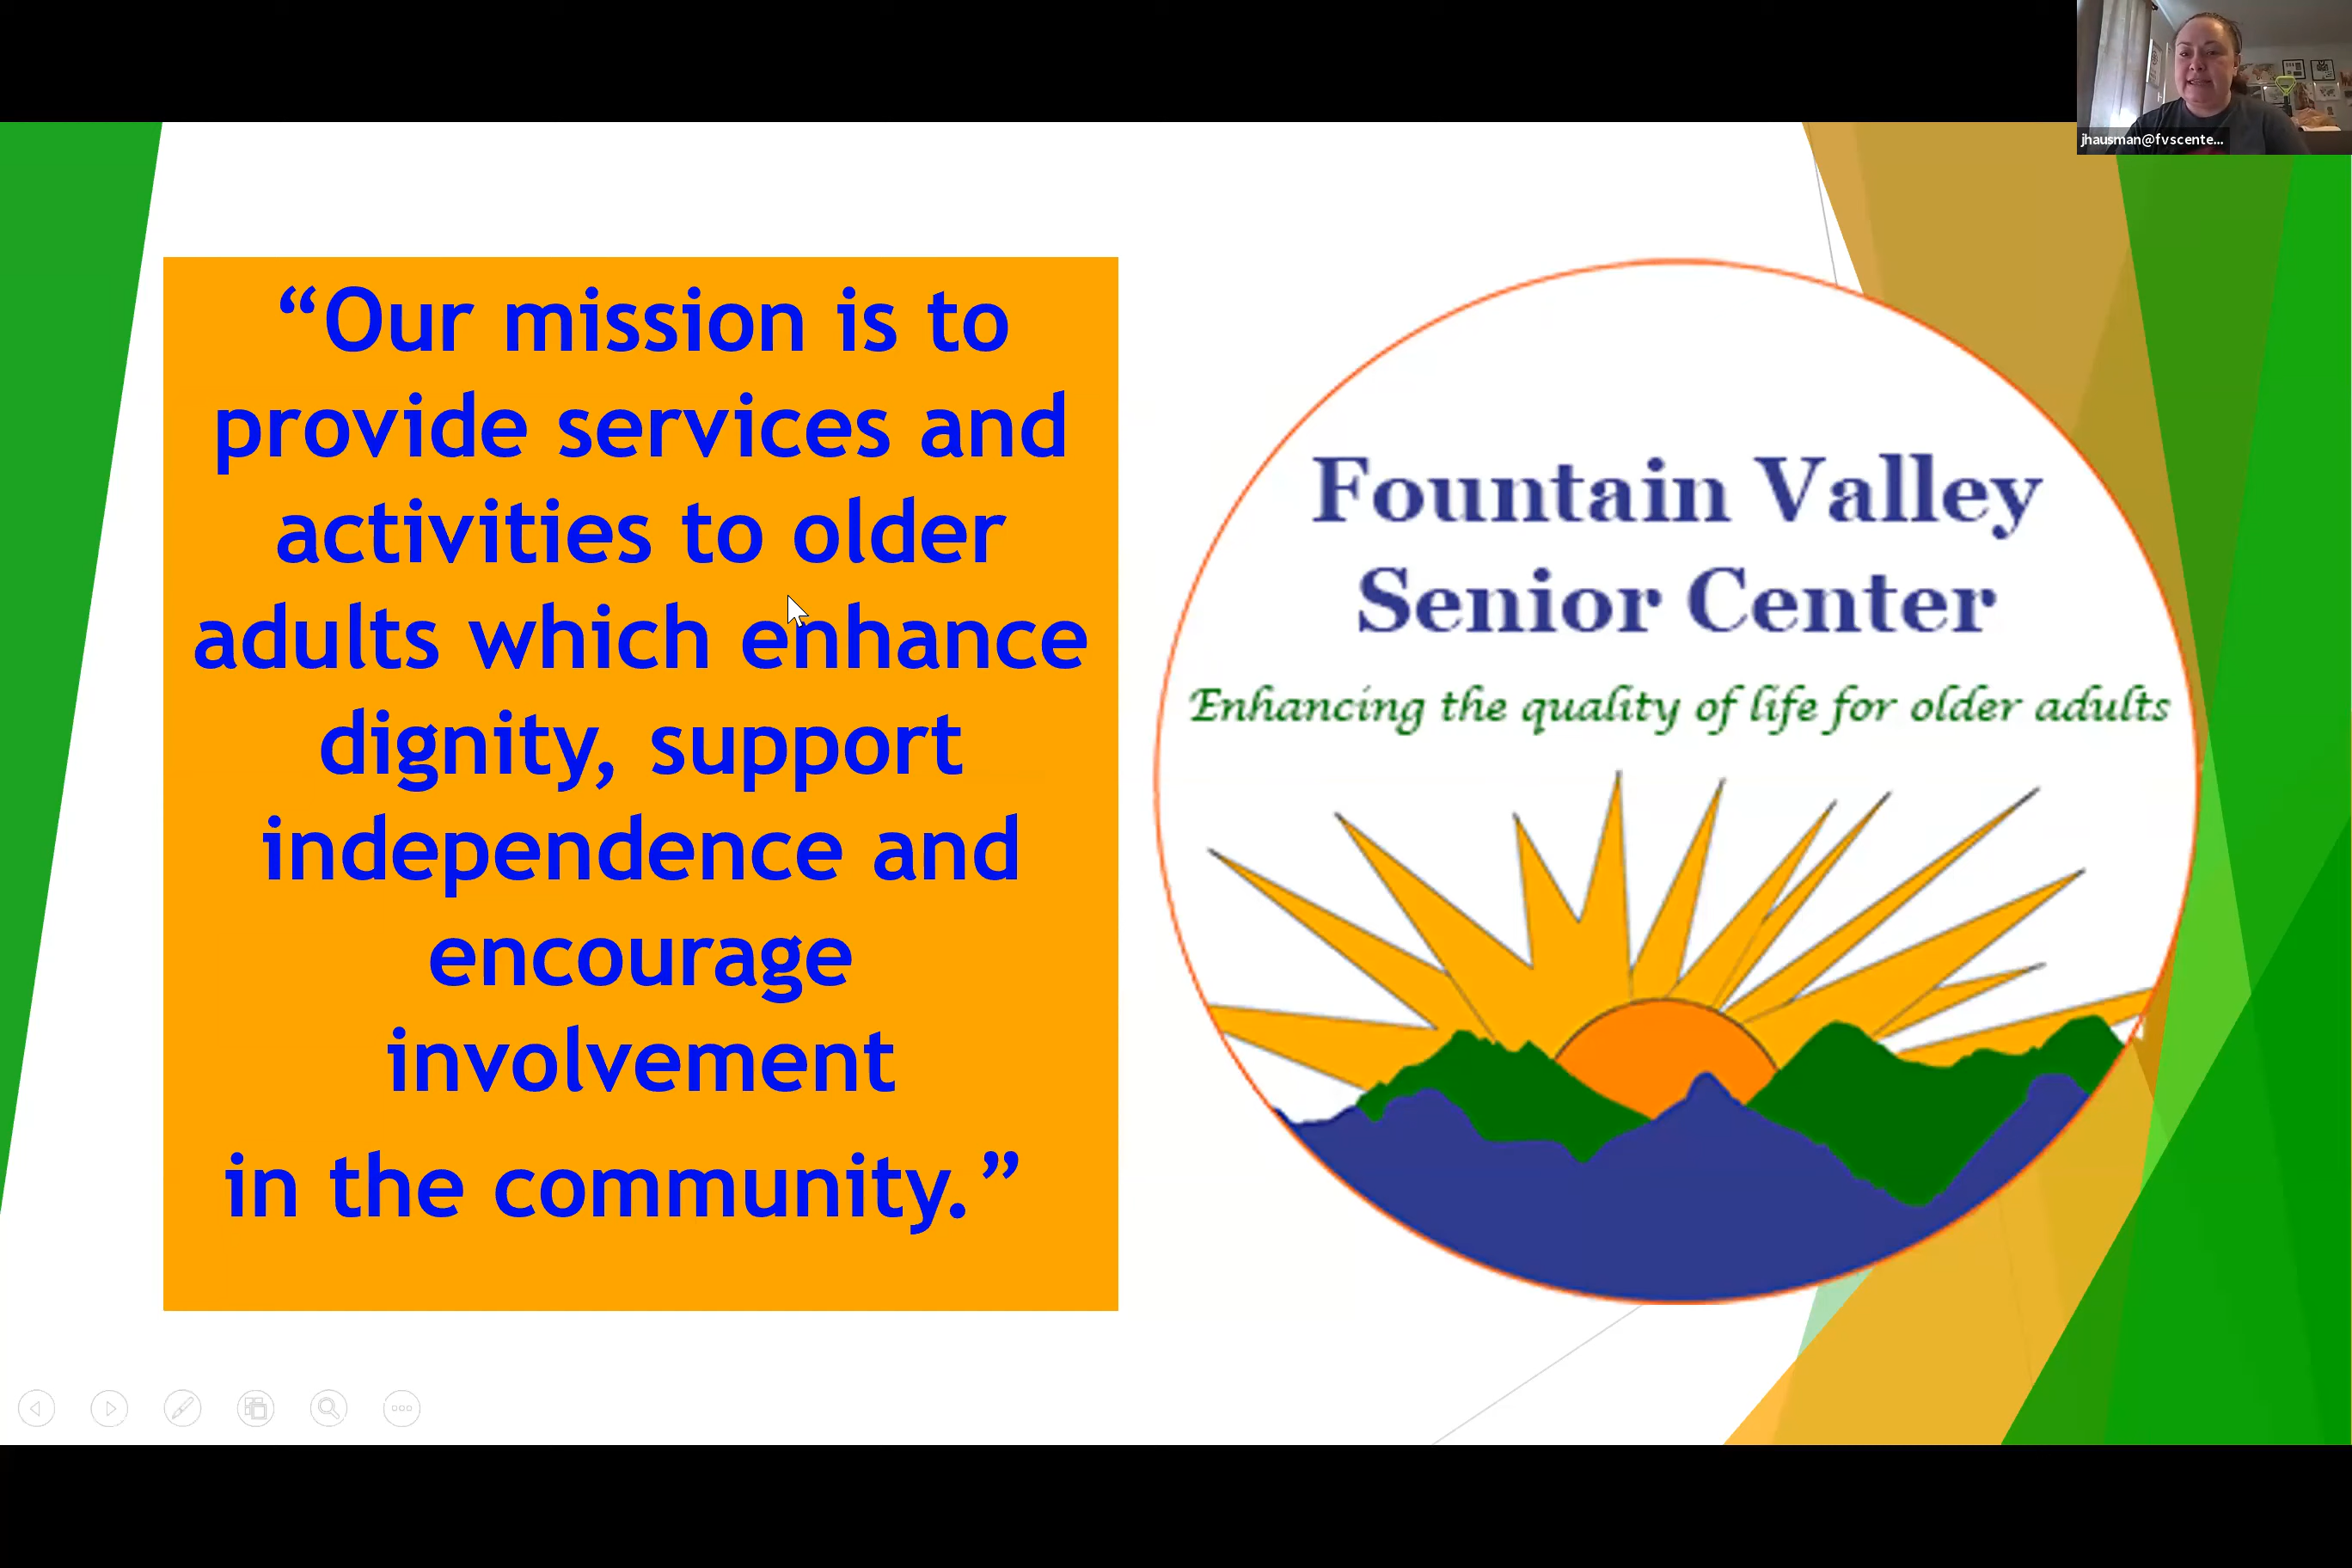 jhausman@fvscente...
“Our mission is to
provide services and
activities to older
adults which enhance
dignity, support
independence and
encourage
involvement
in the community.”
Fountain Valley
Senior Center
Enhancing the quality of life for older adults